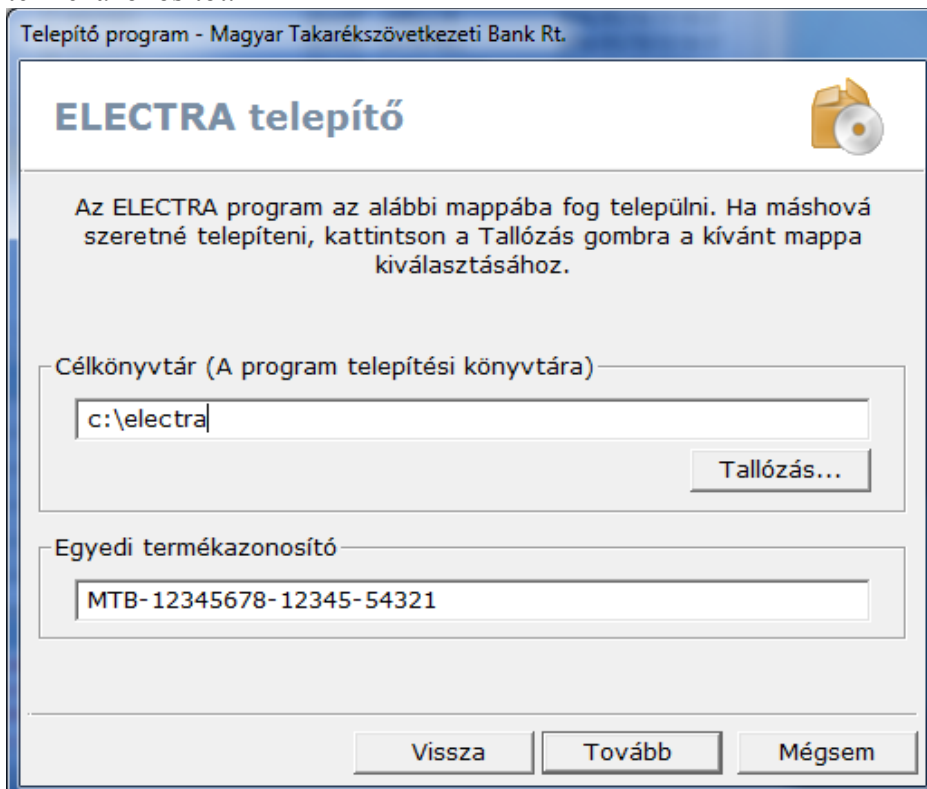 Telepítő program - Magyar Takarékszövetkezeti Bank Rt.
ELECTRA telepítő
Az ELECTRA program az alábbi mappába fog települni. Ha máshová
szeretné telepíteni, kattintson a Tallózás gombra a kívánt mappa
kiválasztásához.
Célkönyvtár (A program telepítési könyvtára)
c:\electra
Tallózás...
Egyedi termékazonosító
MTB-12345678-12345-54321
Vissza
Tovább
Mégsem